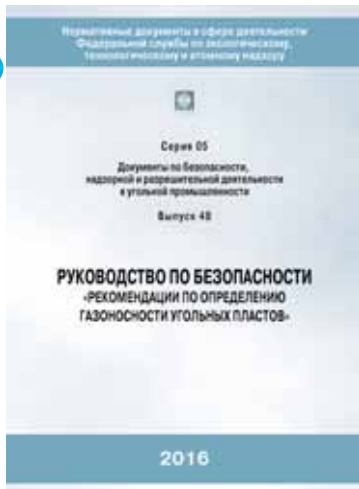 Нормативные документы в сфере деятельности
Федеральной службы по экологическому,
технологическому и атомному надзору
Серия 05
Документы по безопасности,
надзорной и разрешительной деятельности
в угольной промышленности
Выпуск 48
РУКОВОДСТВО ПО БЕЗОПАСНОСТИ
«РЕКОМЕНДАЦИИ ПО ОПРЕДЕЛЕНИЮ
ГАЗОНОСНОСТИ УГОЛЬНЫХ ПЛАСТОВ»
2016